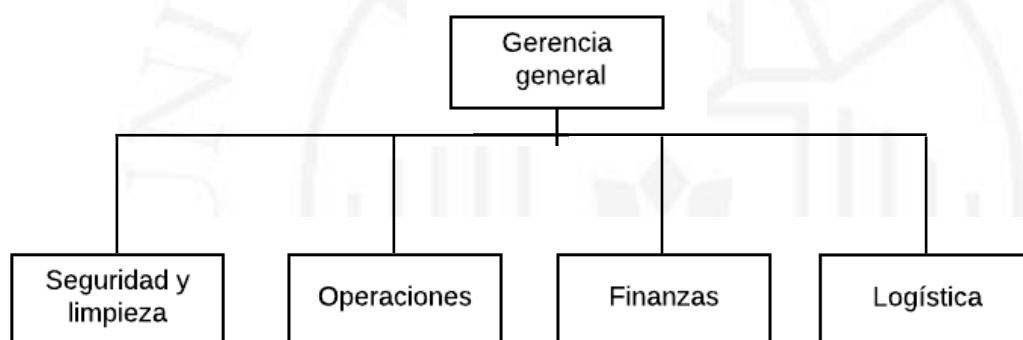 Gerencia
general
Seguridad y
limpieza
Operaciones
Finanzas
Logística